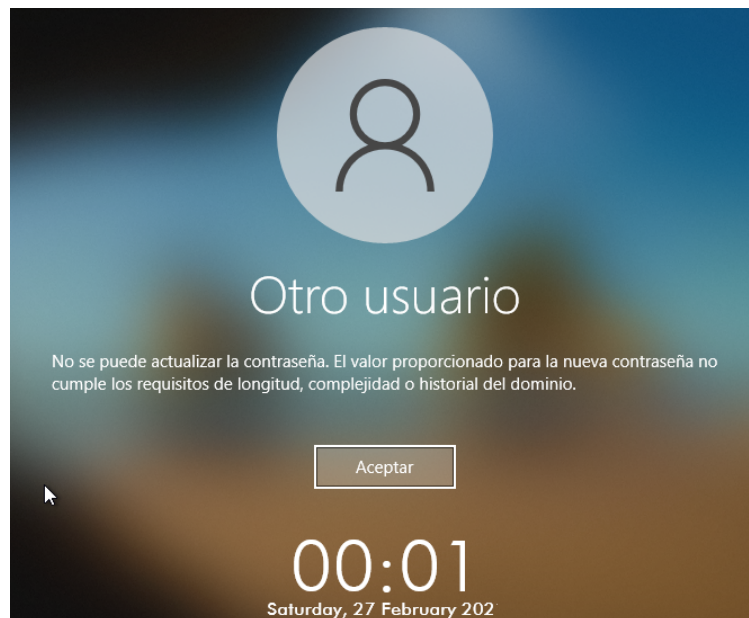 Otro usuario
No se puede actualizar la contraseña. El valor proporcionado para la nueva contraseña no
cumple los requisitos de longitud, complejidad o historial del dominio.
Aceptar
00:01
Saturday, 27 February